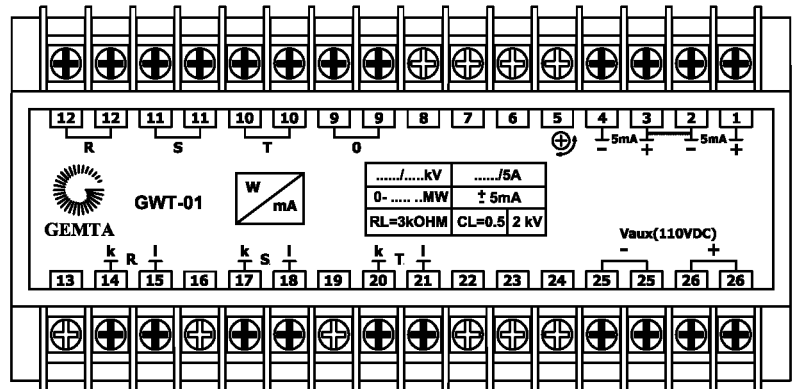 12 12 11 11 10 10 9 9 8 7 6 5 4 3 2 1
R S T 0 - 5mA + - 5mA +
GEMTA
GWT-01
W
mA
....../.....kV ....../5A
0- ..... ..MW ± 5mA
RL=3kOHM CL=0.5 2 kV
Vaux(110VDC)
- +
k R l k S l k T l
13 14 15 16 17 18 19 20 21 22 23 24 25 25 26 26